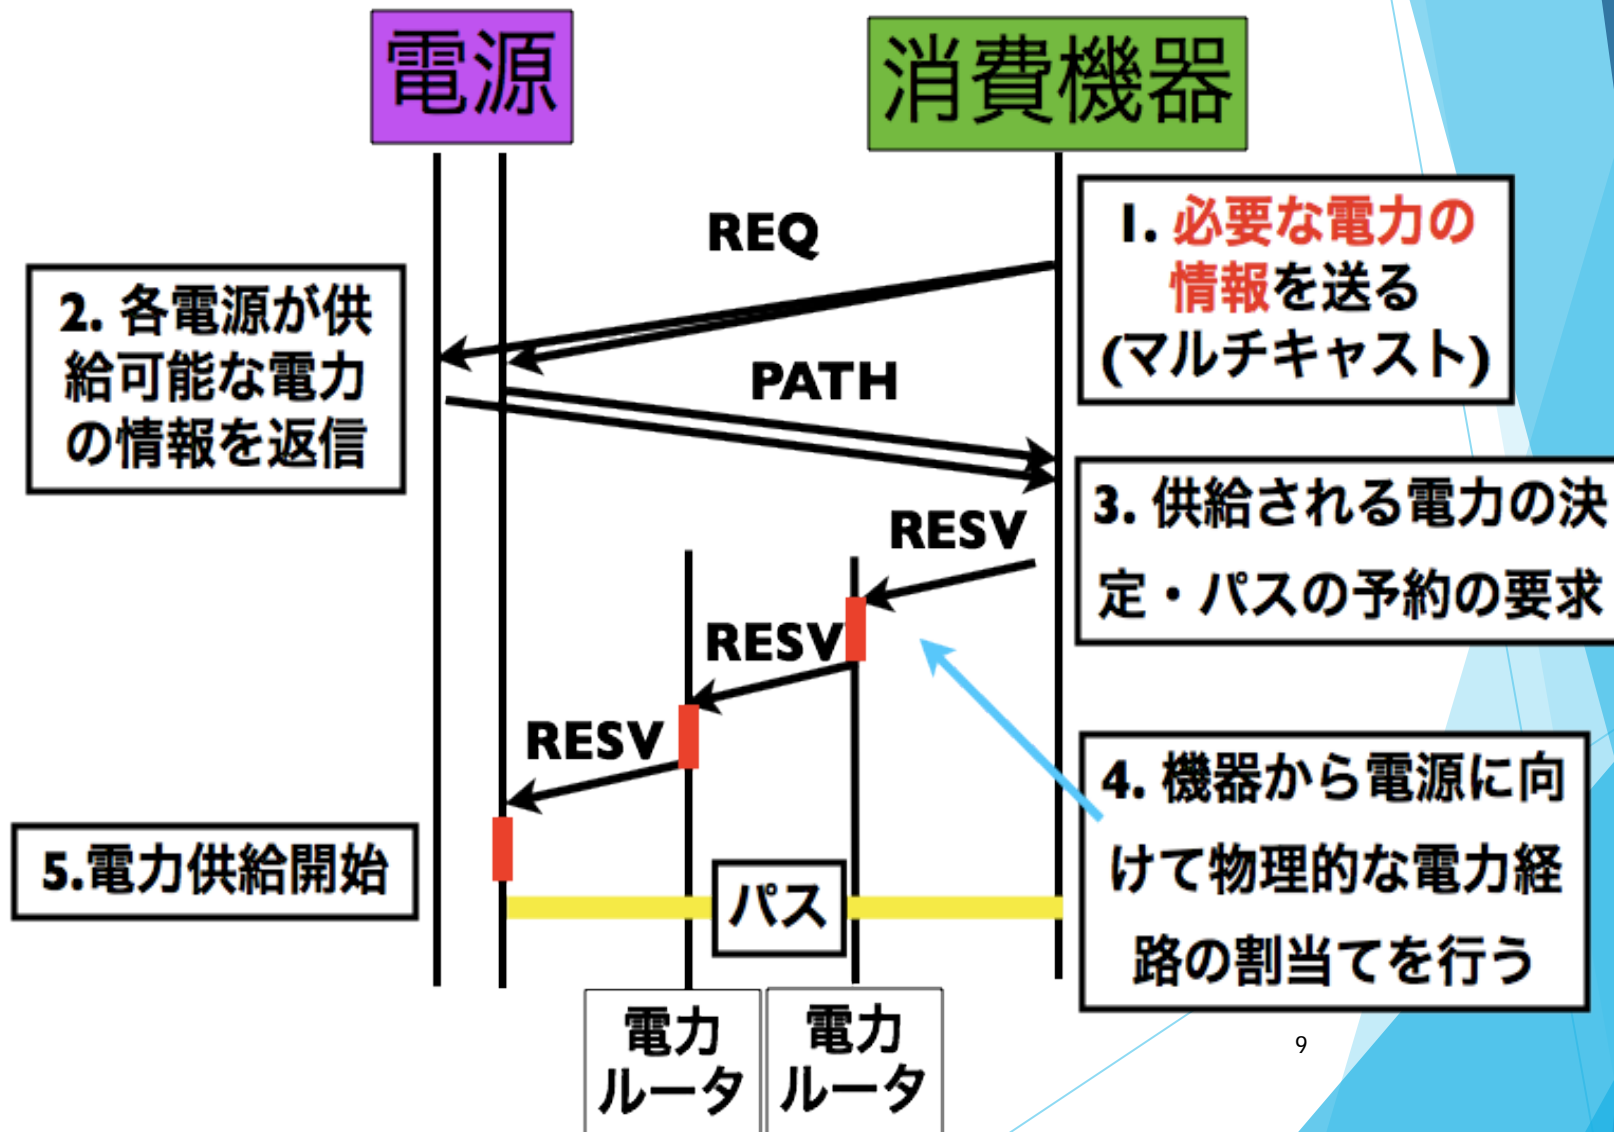 電源
消費機器
REQ
1. 必要な電力の
情報を送る
(マルチキャスト)
2. 各電源が供
給可能な電力
の情報を返信
PATH
3. 供給される電力の決
定・パスの予約の要求
RESV
RESV
RESV
4. 機器から電源に向
けて物理的な電力経
路の割当てを行う
5.電力供給開始
パス
電力
ルータ
電力
ルータ
9